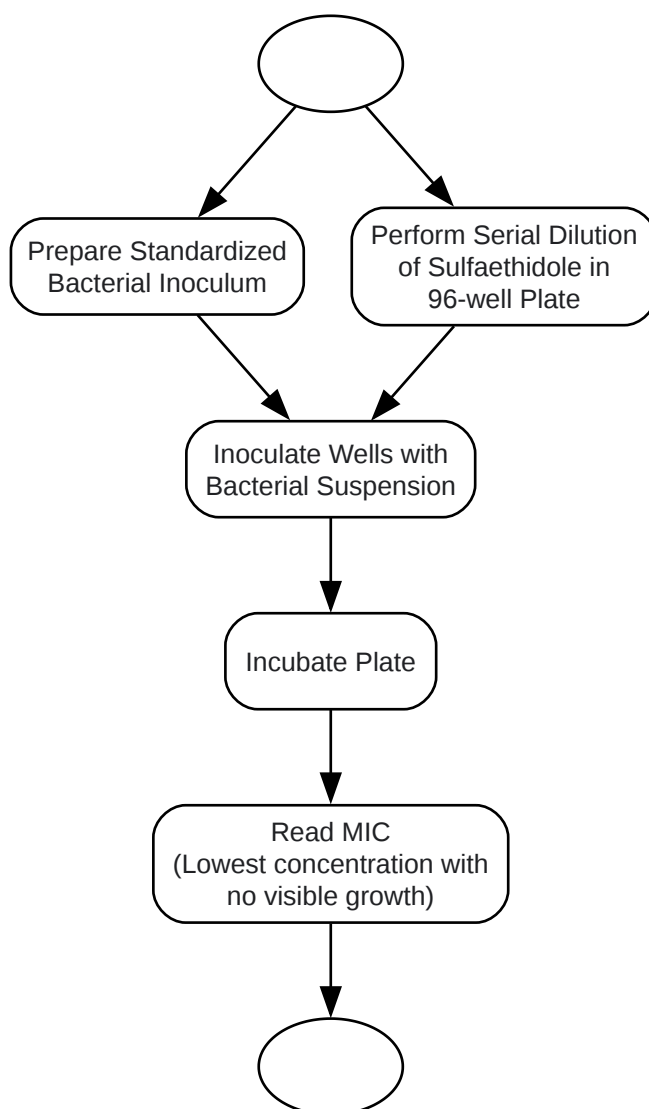 Prepare Standardized
Bacterial Inoculum
Perform Serial Dilution
of Sulfaethidole in
96-well Plate
Inoculate Wells with
Bacterial Suspension
Incubate Plate
Read MIC
(Lowest concentration with
no visible growth)